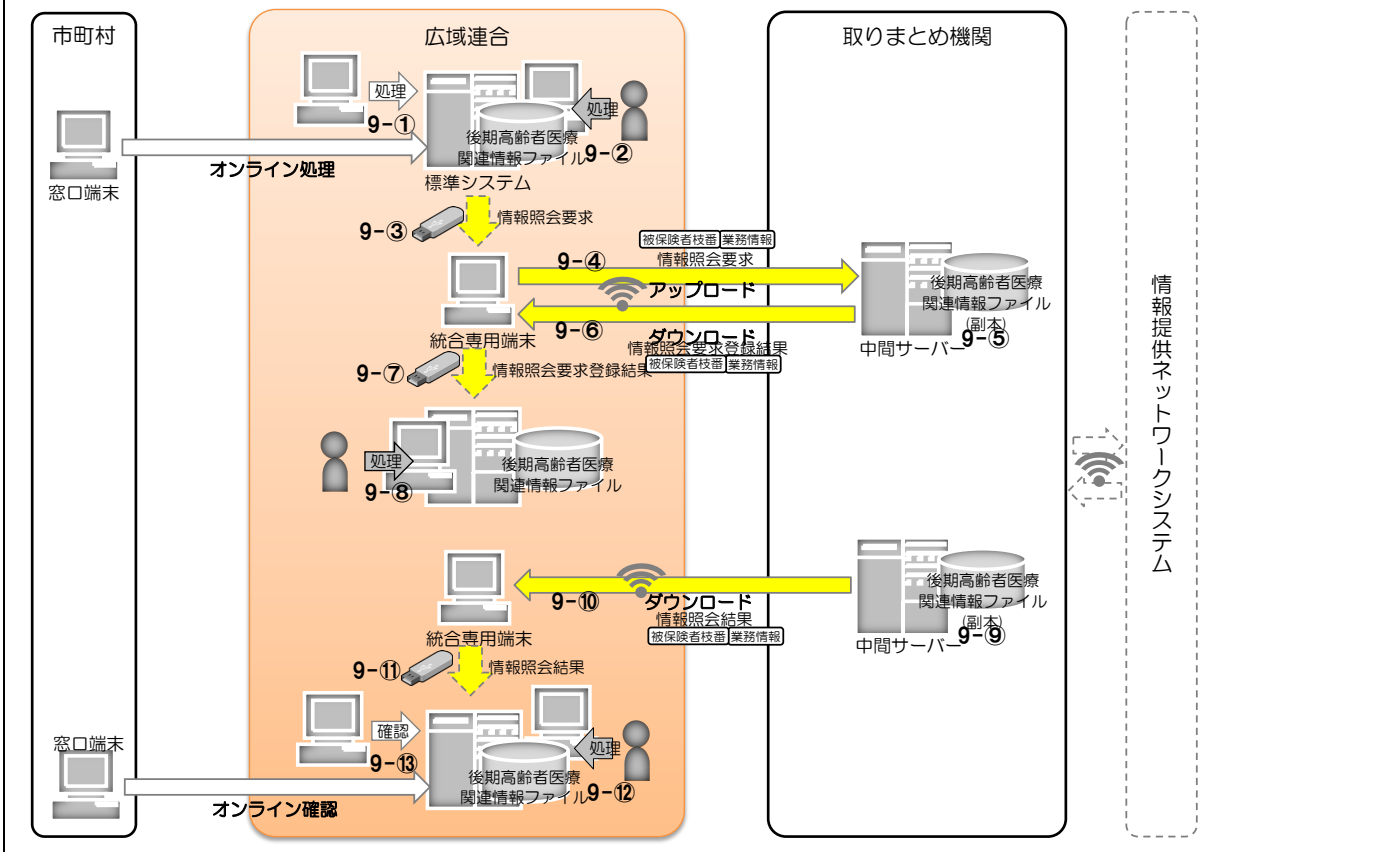 市町村
広域連合
取りまとめ機関
処理
9-①
処理
9-②
後期高齢者医療
関連情報ファイル
標準システム
オンライン処理
窓口端末
9-③
情報照会要求
9-④
被保険者枝番 業務情報
情報照会要求
アップロード
統合専用端末
9-⑥
ダウンロード
情報照会要求登録結果
被保険者枝番 業務情報
後期高齢者医療
関連情報ファイル
(副本)
9-⑤
中間サーバー
情報提供ネットワークシステム
9-⑦
情報照会要求登録結果
処理
9-⑧
後期高齢者医療
関連情報ファイル
統合専用端末
9-⑩
ダウンロード
情報照会結果
被保険者枝番 業務情報
後期高齢者医療
関連情報ファイル
(副本)
9-⑨
中間サーバー
9-⑪
情報照会結果
窓口端末
確認
9-⑬
処理
9-⑫
後期高齢者医療
関連情報ファイル
オンライン確認